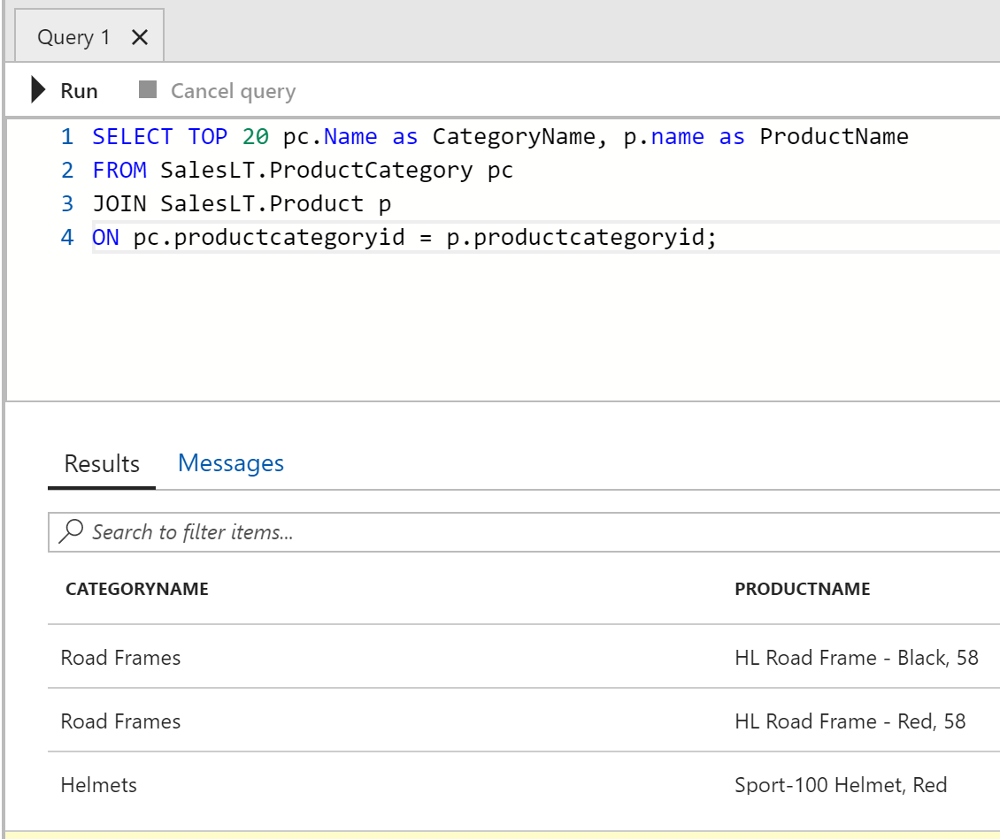 Query 1
Run Cancel query
1 SELECT TOP 20 pc.Name as CategoryName, p.name as ProductName
2 FROM SalesLT.ProductCategory pc
3 JOIN SalesLT.Product p
4 ON pc.productcategoryid = p.productcategoryid;
Results Messages
Search to filter items...
CATEGORYNAME PRODUCTNAME
Road Frames HL Road Frame - Black, 58
Road Frames HL Road Frame - Red, 58
Helmets Sport-100 Helmet, Red